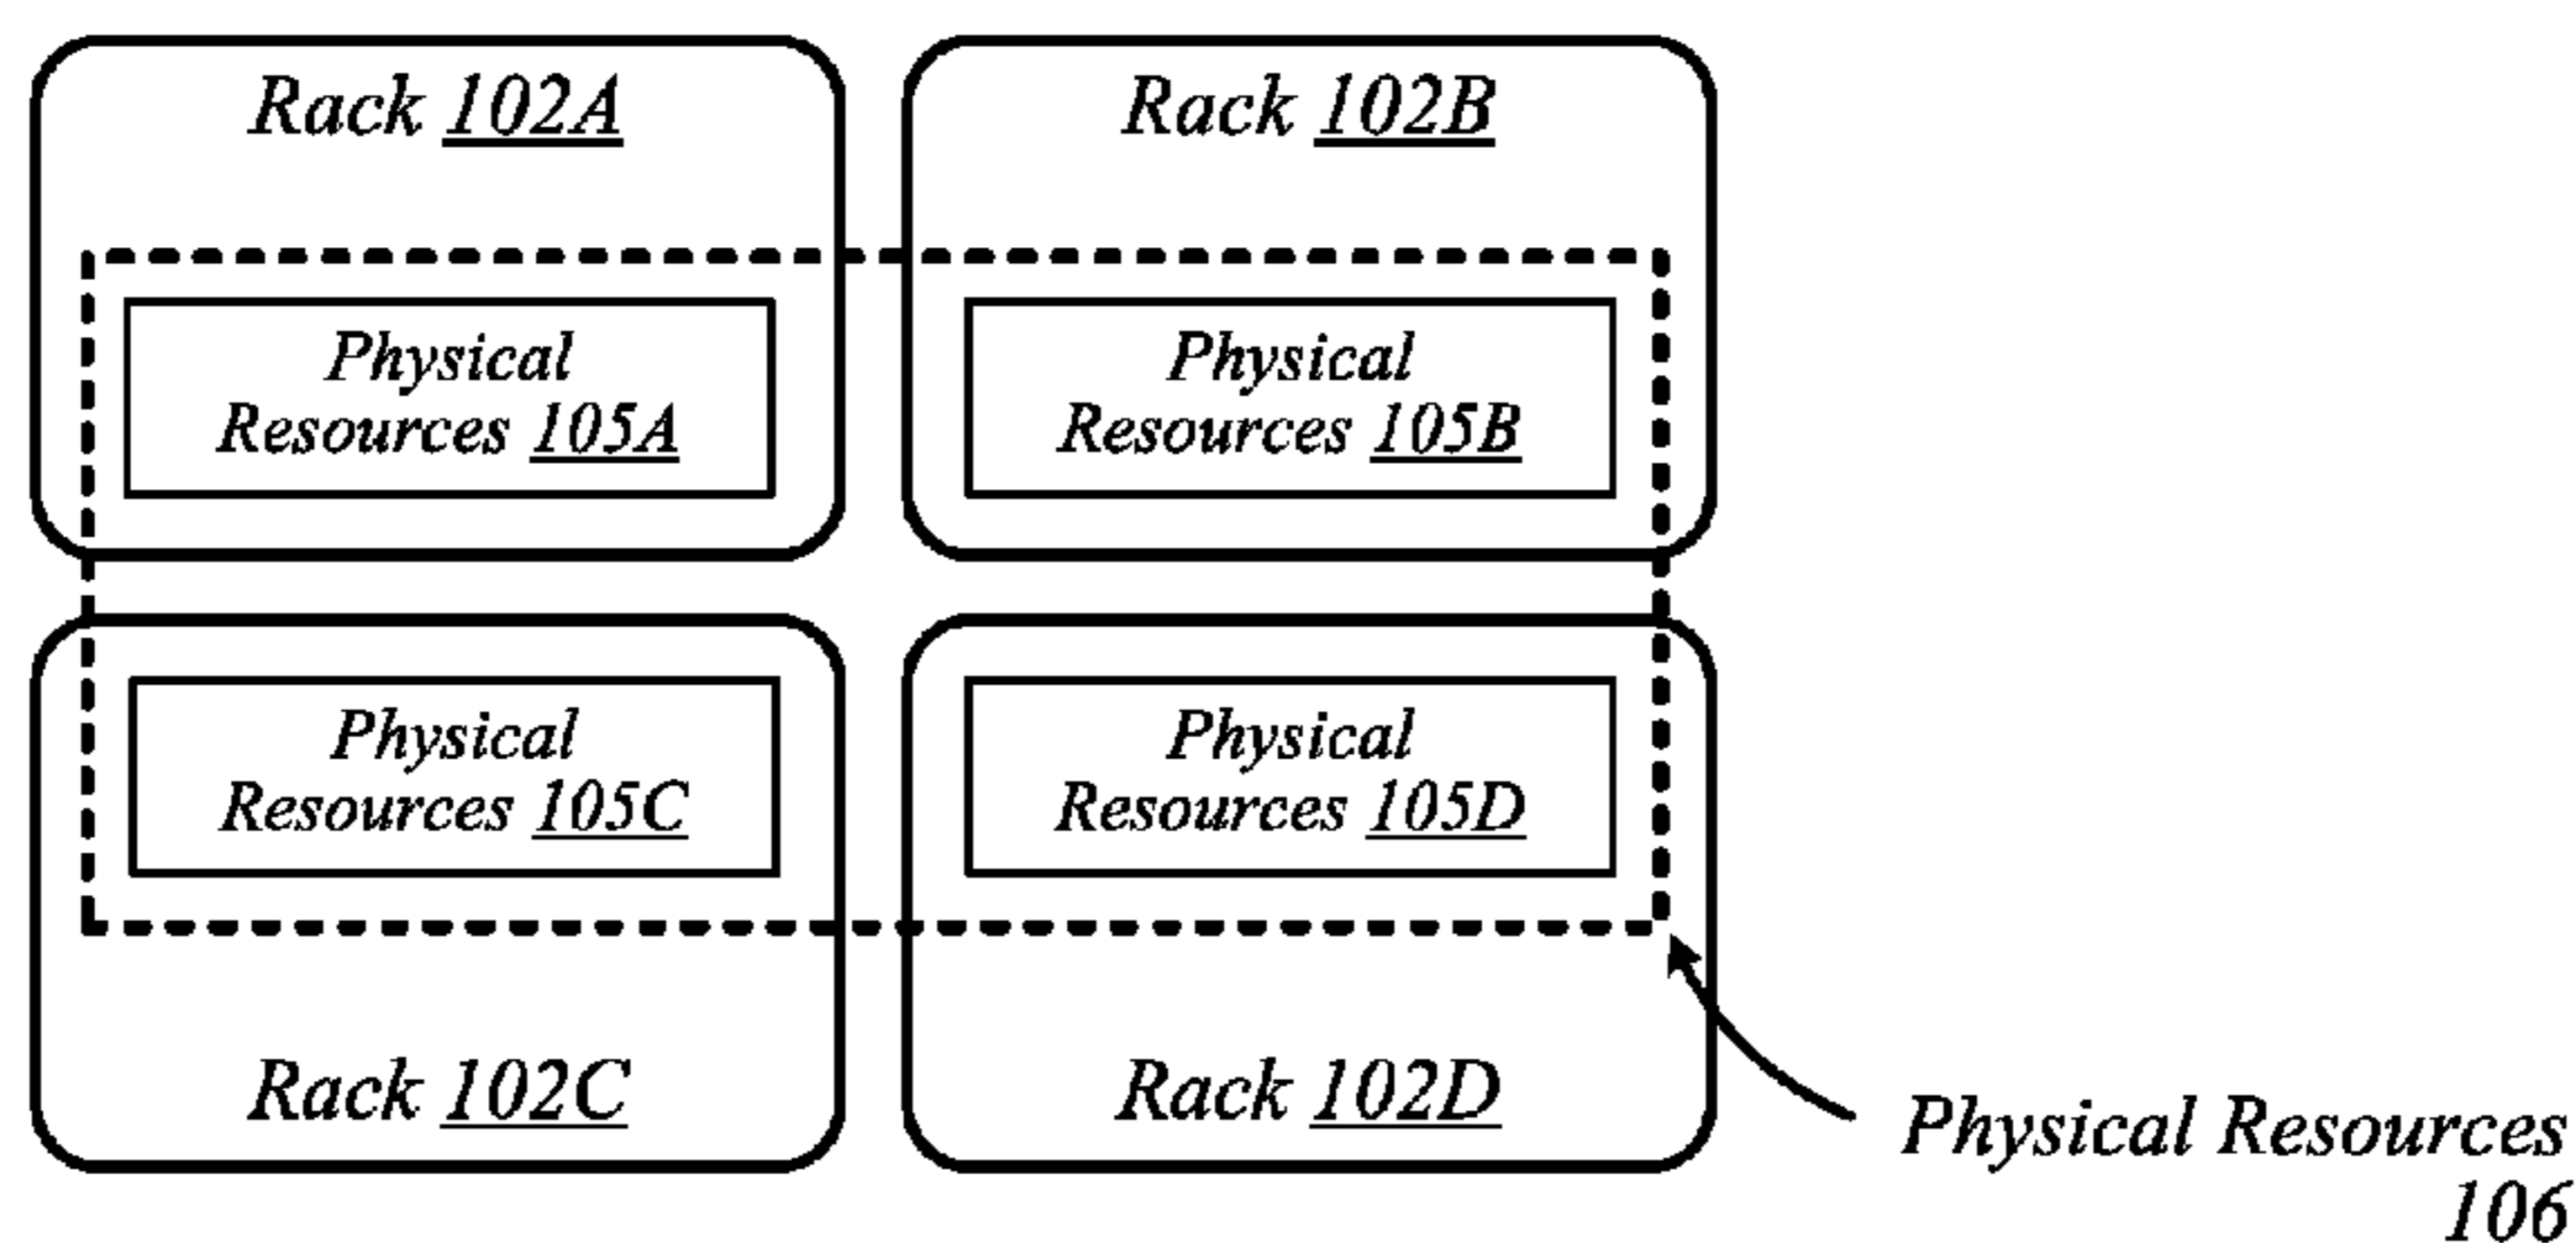 Rack 102A
Rack 102B
Physical
Resources 105A
Physical
Resources 105B
Physical
Resources 105C
Physical
Resources 105D
Rack 102C
Rack 102D
Physical Resources
106